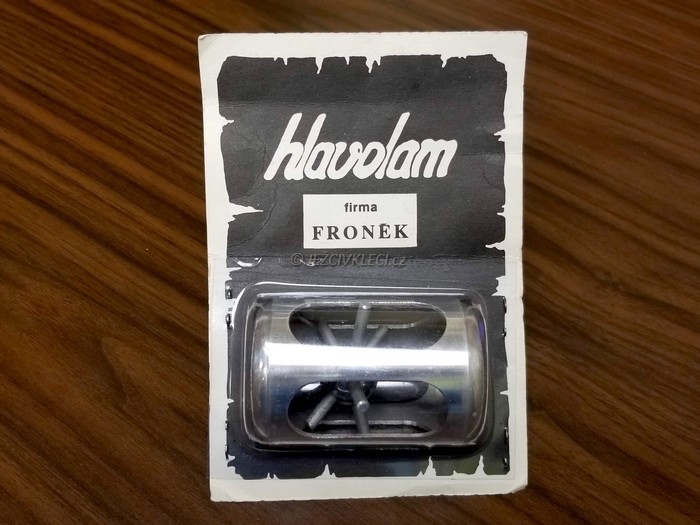 hlavolam
firma
FRONĚK
© JEZCIVKLECI.cz